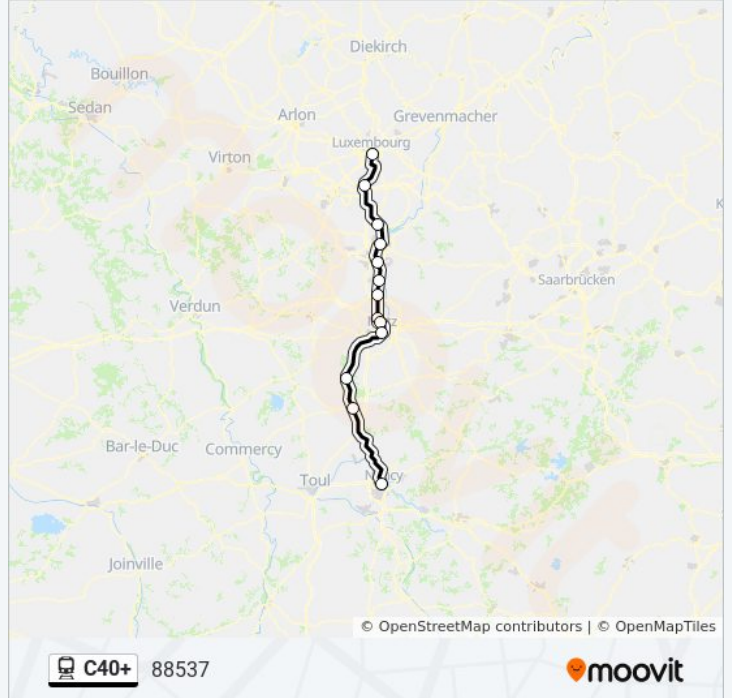 Diekirch
Bouillon
Sedan
Arlon
Grevenmacher
Luxembourg
Virton
Saarbrücken
Verdun
Bar-le-Duc
Commercy
Toul
Joinville
© OpenStreetMap contributors | © OpenMapTiles
C40+ 88537
moovit